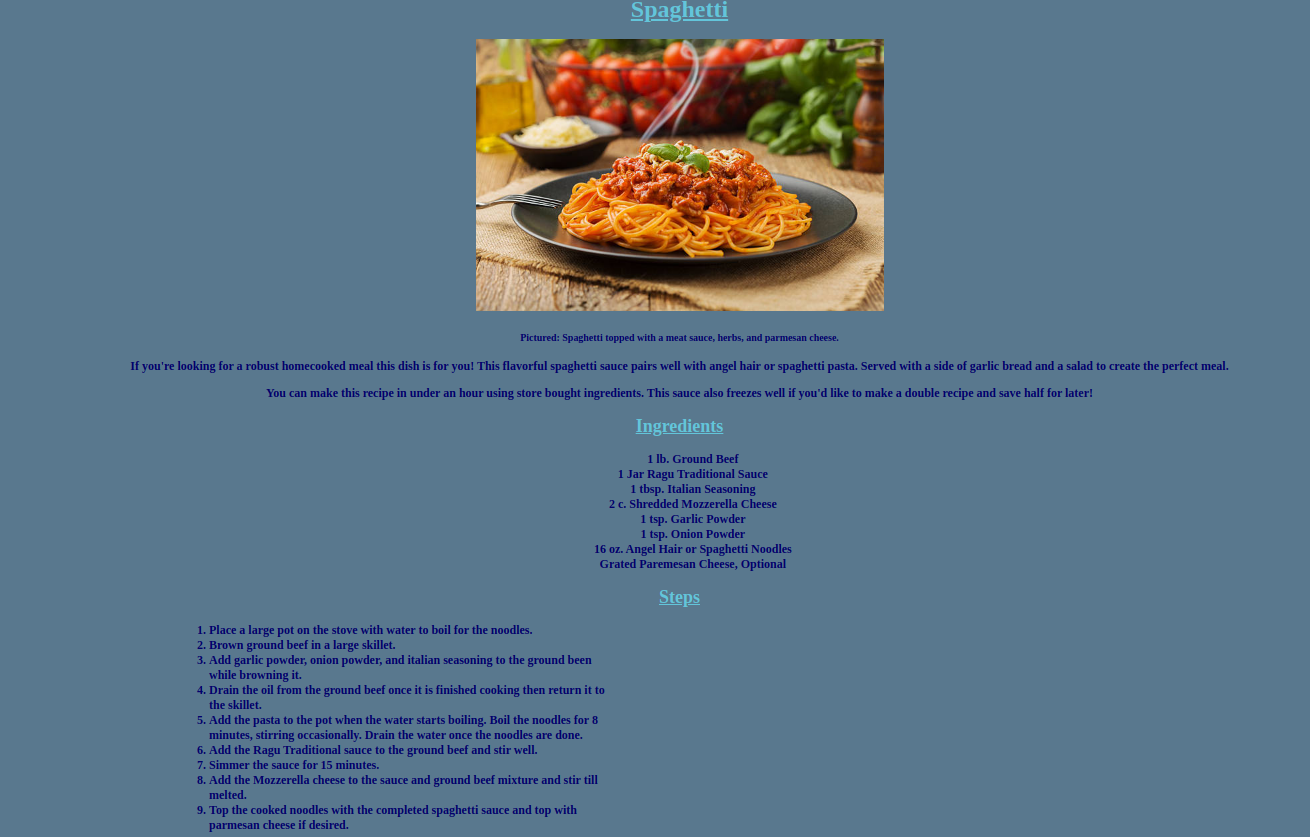 Spaghetti
Pictured: Spaghetti topped with a meat sauce, herbs, and parmesan cheese.
If you're looking for a robust homecooked meal this dish is for you! This flavorful spaghetti sauce pairs well with angel hair or spaghetti pasta. Served with a side of garlic bread and a salad to create the perfect meal.
You can make this recipe in under an hour using store bought ingredients. This sauce also freezes well if you'd like to make a double recipe and save half for later!
Ingredients
1 lb. Ground Beef
1 Jar Ragu Traditional Sauce
1 tbsp. Italian Seasoning
2 c. Shredded Mozzerella Cheese
1 tsp. Garlic Powder
1 tsp. Onion Powder
16 oz. Angel Hair or Spaghetti Noodles
Grated Paremesan Cheese, Optional
Steps
1. Place a large pot on the stove with water to boil for the noodles.
2. Brown ground beef in a large skillet.
3. Add garlic powder, onion powder, and italian seasoning to the ground been
while browning it.
4. Drain the oil from the ground beef once it is finished cooking then return it to
the skillet.
5. Add the pasta to the pot when the water starts boiling. Boil the noodles for 8
minutes, stirring occasionally. Drain the water once the noodles are done.
6. Add the Ragu Traditional sauce to the ground beef and stir well.
7. Simmer the sauce for 15 minutes.
8. Add the Mozzerella cheese to the sauce and ground beef mixture and stir till
melted.
9. Top the cooked noodles with the completed spaghetti sauce and top with
parmesan cheese if desired.